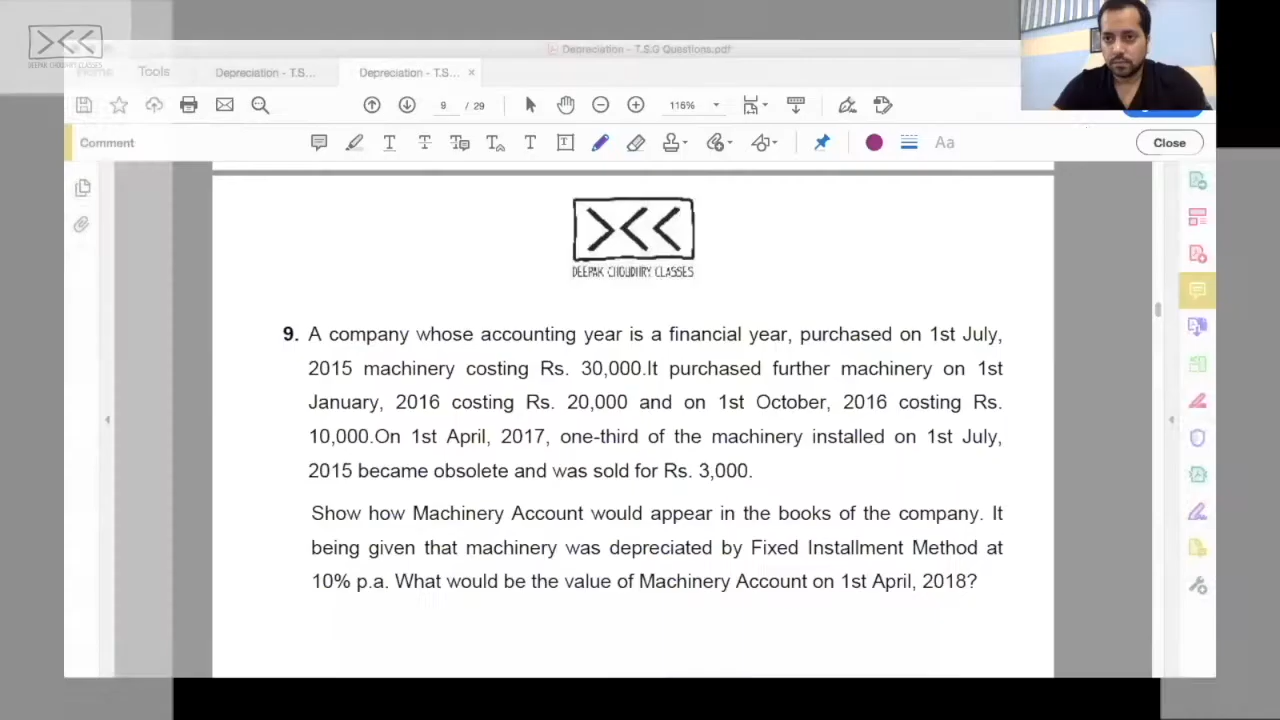 DEEPAK CHOUDHRY CLASSES
Depreciation - T.S.G Questions.pdf
Home Tools Depreciation - T.S... Depreciation - T.S... ×
9 / 29 116%
Comment T T T T T Aa Close
DEEPAK CHOUDHRY CLASSES
9. A company whose accounting year is a financial year, purchased on 1st July,
2015 machinery costing Rs. 30,000.It purchased further machinery on 1st
January, 2016 costing Rs. 20,000 and on 1st October, 2016 costing Rs.
10,000.On 1st April, 2017, one-third of the machinery installed on 1st July,
2015 became obsolete and was sold for Rs. 3,000.
Show how Machinery Account would appear in the books of the company. It
being given that machinery was depreciated by Fixed Installment Method at
10% p.a. What would be the value of Machinery Account on 1st April, 2018?